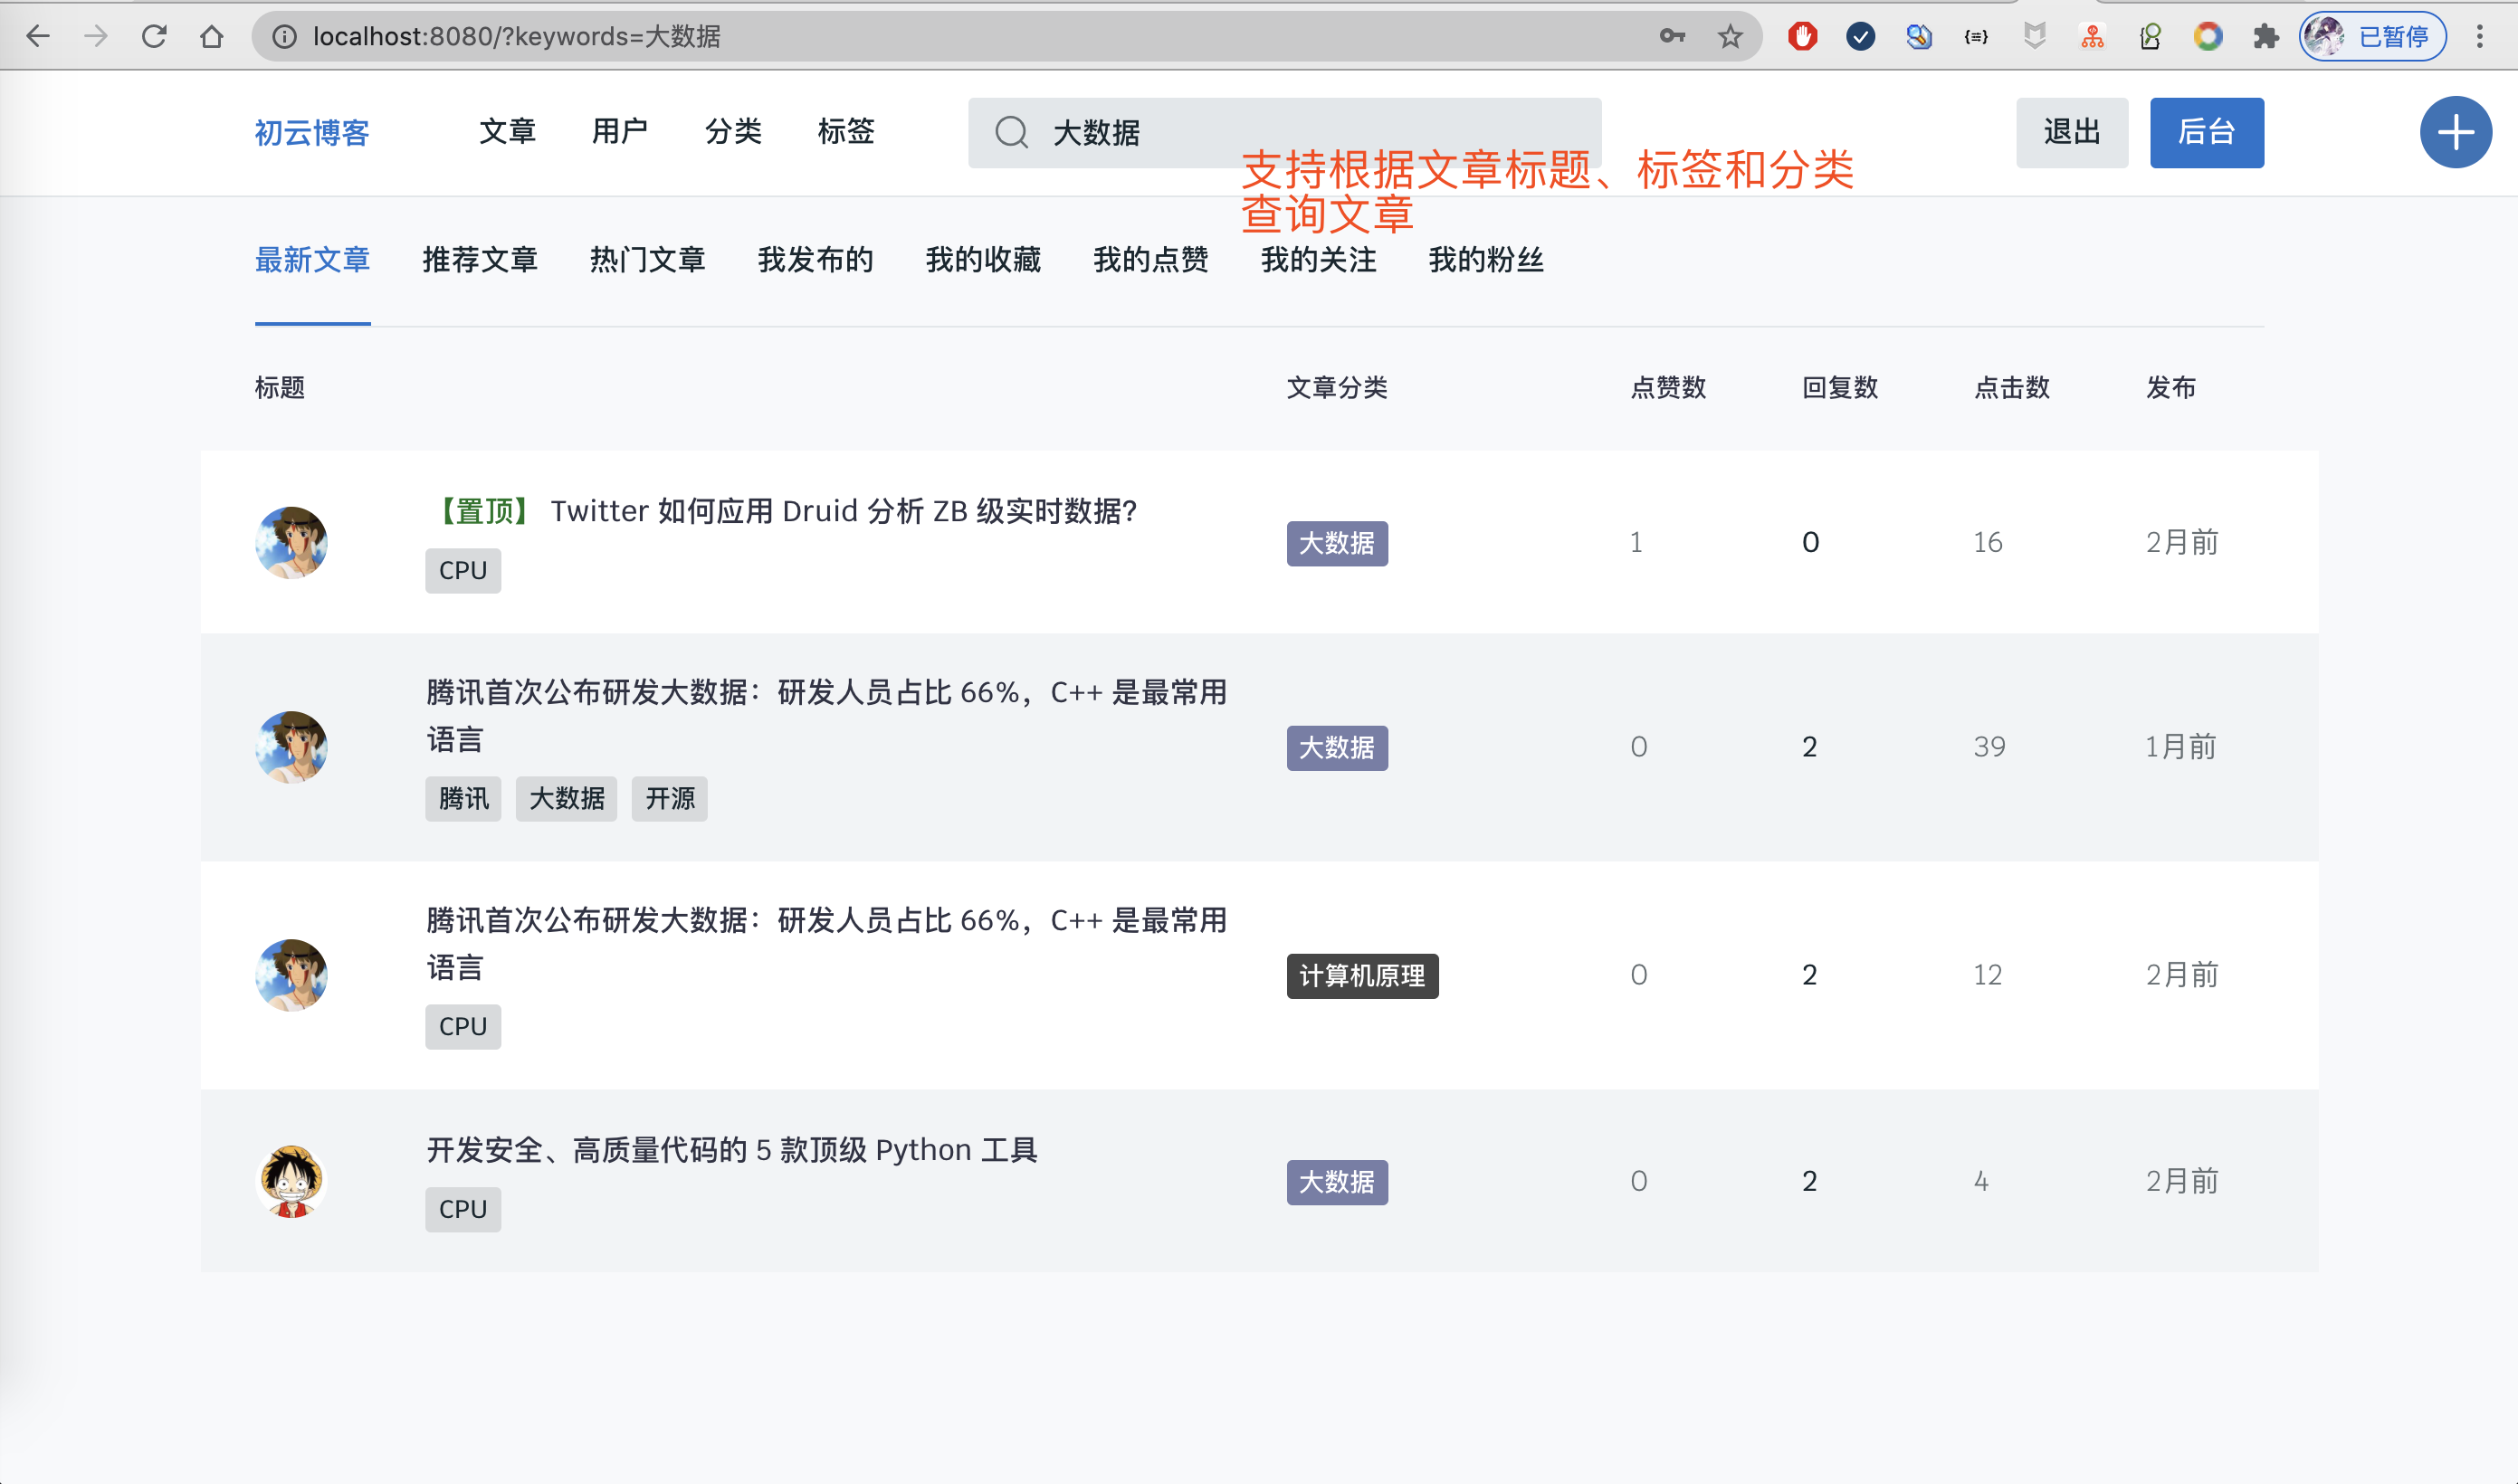 localhost:8080/?keywords=大数据
已暂停
初云博客 文章 用户 分类 标签 大数据 退出 后台
支持根据文章标题、标签和分类
查询文章
最新文章 推荐文章 热门文章 我发布的 我的收藏 我的点赞 我的关注 我的粉丝
标题 文章分类 点赞数 回复数 点击数 发布
【置顶】 Twitter 如何应用 Druid 分析 ZB 级实时数据?
CPU
大数据 1 0 16 2月前
腾讯首次公布研发大数据：研发人员占比 66%，C++ 是最常用
语言
腾讯 大数据 开源
大数据 0 2 39 1月前
腾讯首次公布研发大数据：研发人员占比 66%，C++ 是最常用
语言
CPU
计算机原理 0 2 12 2月前
开发安全、高质量代码的 5 款顶级 Python 工具
CPU
大数据 0 2 4 2月前